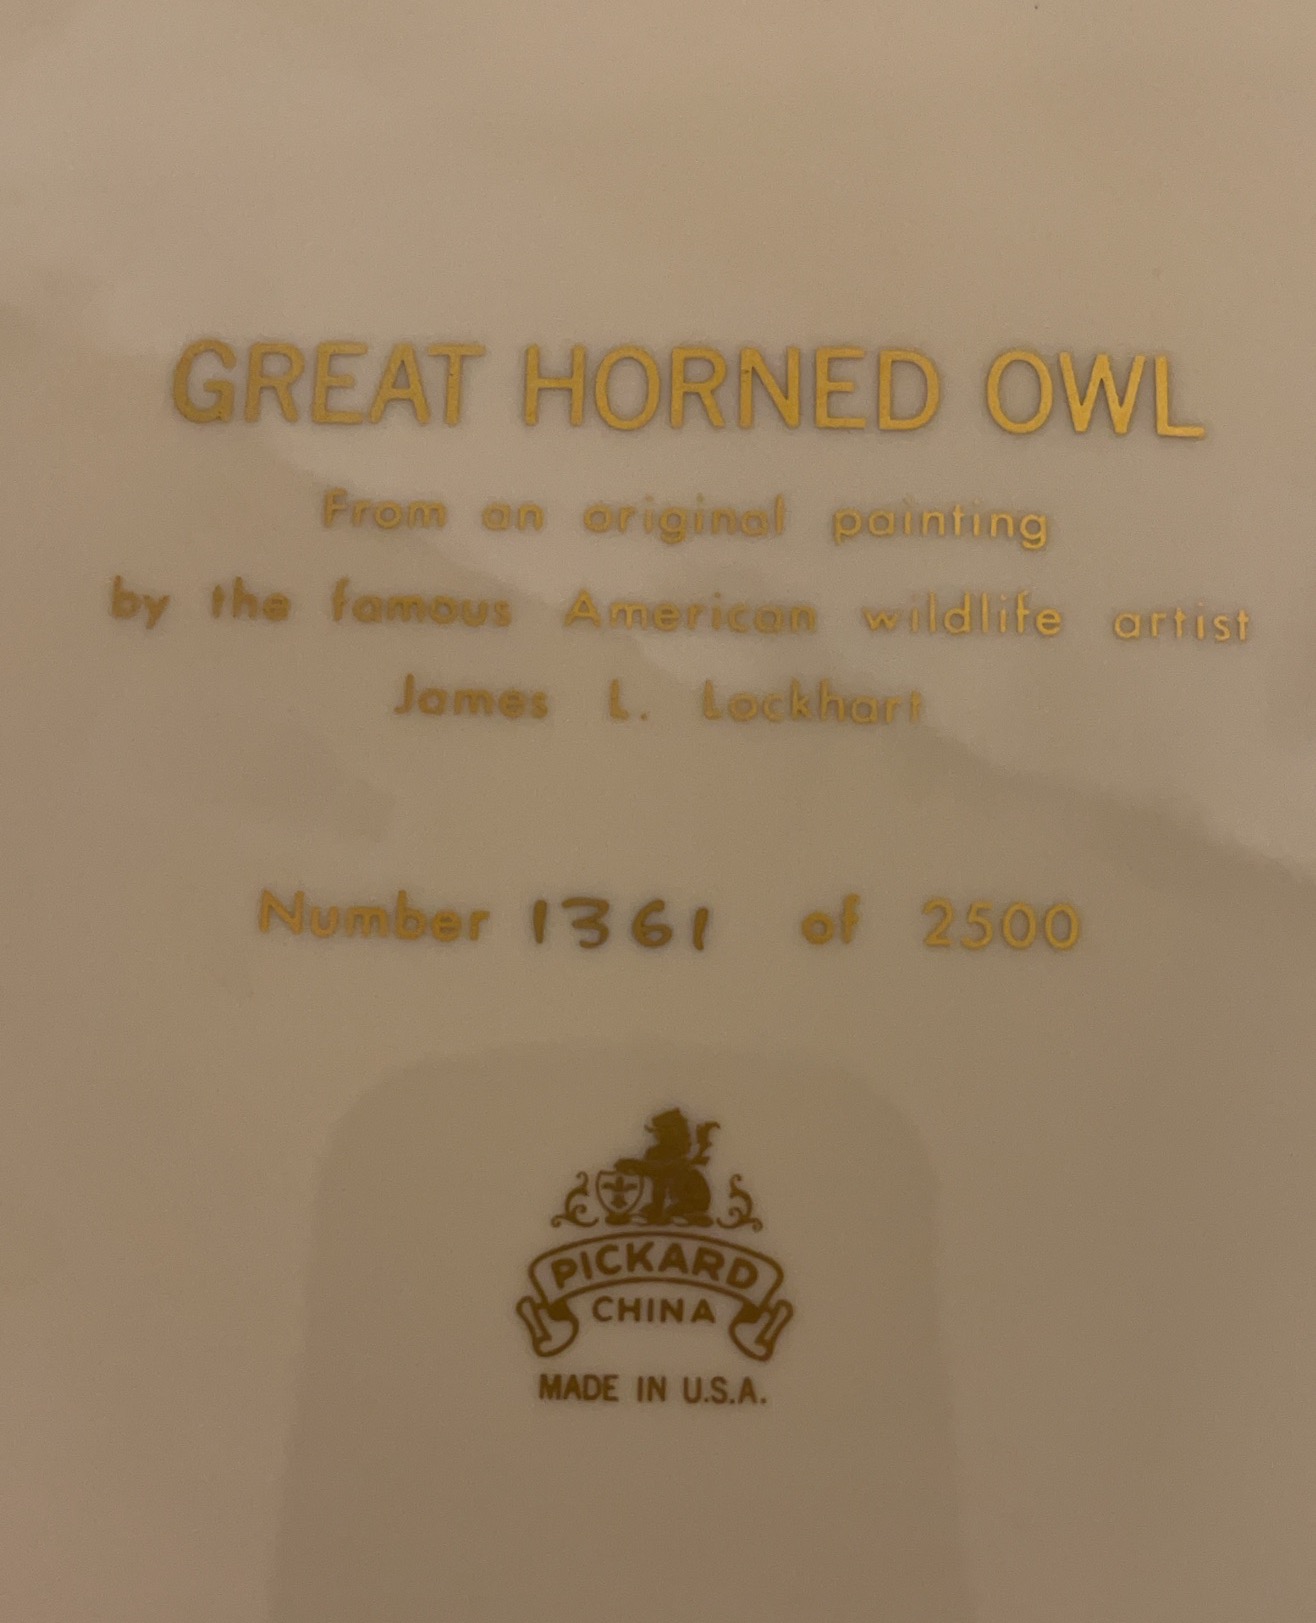 GREAT HORNED OWL
From an original painting
by the famous American wildlife artist
James L. Lockhart
Number 1361 of 2500
PICKARD
CHINA
MADE IN U.S.A.